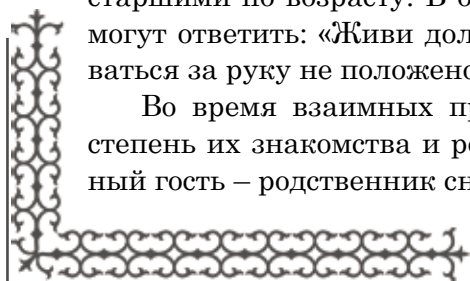 старшими по возрасту. В о
могут ответить: «Живи дол
ваться за руку не положено
Во время взаимных пр
степень их знакомства и ро
ный гость – родственник сн